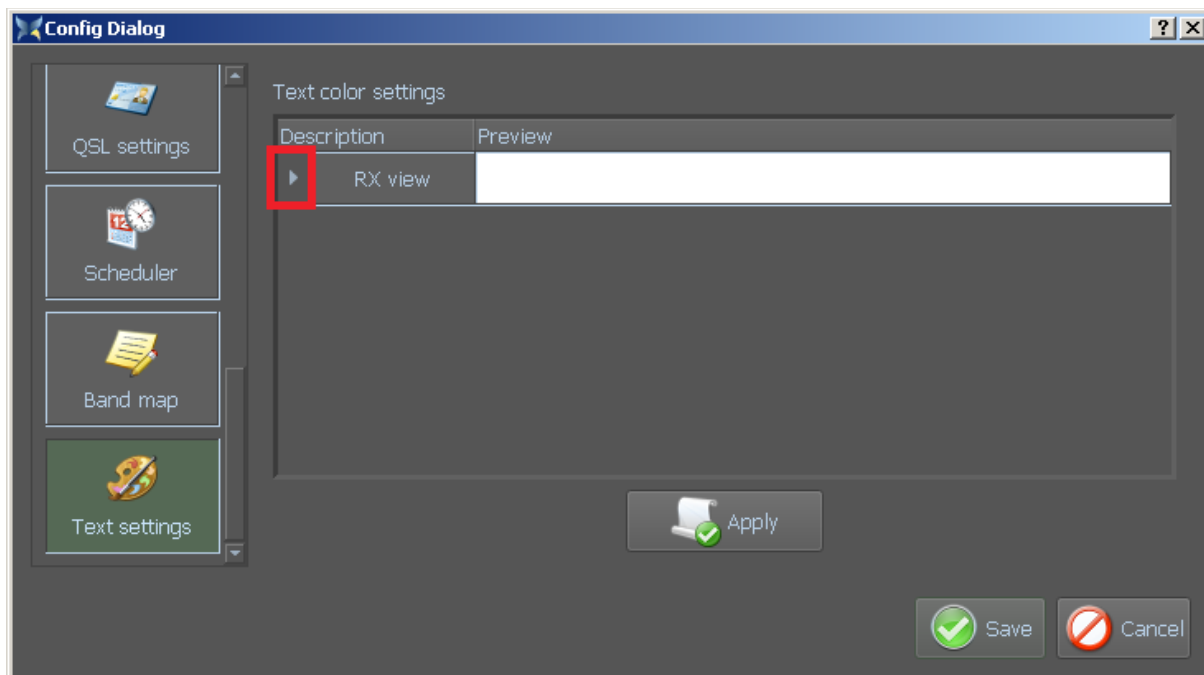 Config Dialog
QSL settings
Scheduler
Band map
Text settings
Text color settings
Description Preview
RX view
Apply
Save Cancel